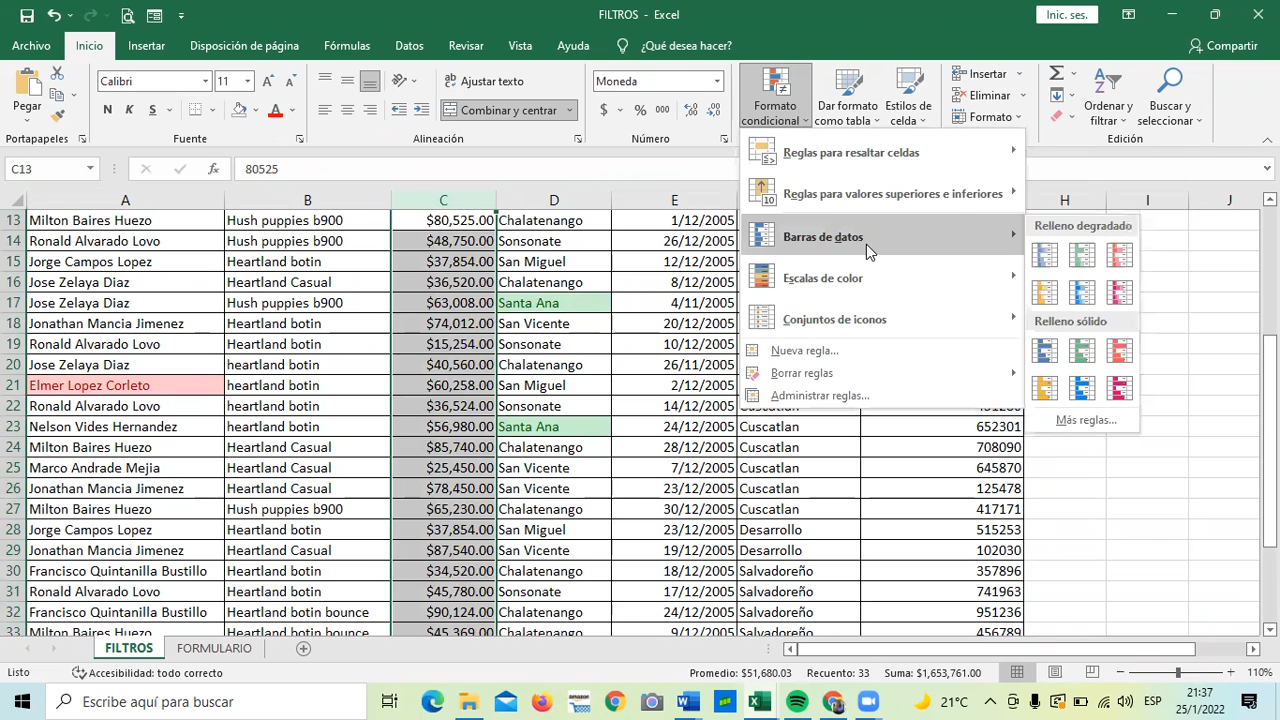 FILTROS - Excel
Inic. ses.
Archivo Inicio Insertar Disposición de página Fórmulas Datos Revisar Vista Ayuda ¿Qué desea hacer? Compartir
Pegar
Portapapeles
Calibri 11
N K S
Fuente
Ajustar texto
Combinar y centrar
Alineación
Moneda
$ % 000
Número
Formato condicional
Dar formato como tabla
Estilos de celda
Insertar
Eliminar
Formato
Ordenar y filtrar
Buscar y seleccionar
Edición
C13 fx 80525
Reglas para resaltar celdas
Reglas para valores superiores e inferiores
Barras de datos
Escalas de color
Conjuntos de iconos
Nueva regla...
Borrar reglas
Administrar reglas...
Relleno degradado
Relleno sólido
Más reglas...
A B C D E H I J
13 Milton Baires Huezo Hush puppies b900 $80,525.00 Chalatenango 1/12/2005
14 Ronald Alvarado Lovo Hush puppies b900 $48,750.00 Sonsonate 26/12/2005
15 Jorge Campos Lopez Heartland botin $37,854.00 San Miguel 12/12/2005
16 Jose Zelaya Diaz Heartland botin $36,520.00 Chalatenango 8/12/2005
17 Jose Zelaya Diaz Hush puppies b900 $63,008.00 Santa Ana 4/11/2005
18 Jonathan Mancia Jimenez Heartland botin $74,012.00 San Vicente 20/12/2005
19 Ronald Alvarado Lovo Heartland botin $15,254.00 Sonsonate 10/12/2005
20 Jose Zelaya Diaz heartland botin $40,560.00 Chalatenango 26/11/2005
21 Elmer Lopez Corleto heartland botin $60,258.00 San Miguel 2/12/2005
22 Ronald Alvarado Lovo heartland botin $36,524.00 Sonsonate 14/12/2005
23 Nelson Vides Hernandez heartland botin $56,980.00 Santa Ana 24/12/2005 Cuscatlan 652301
24 Milton Baires Huezo Heartland Casual $85,740.00 Chalatenango 28/12/2005 Cuscatlan 708090
25 Marco Andrade Mejia Heartland Casual $25,450.00 San Vicente 7/12/2005 Cuscatlan 645870
26 Jonathan Mancia Jimenez Heartland Casual $78,450.00 San Vicente 23/12/2005 Cuscatlan 125478
27 Milton Baires Huezo Hush puppies b900 $65,230.00 Chalatenango 30/12/2005 Cuscatlan 417171
28 Jorge Campos Lopez Heartland botin $37,854.00 San Miguel 23/12/2005 Desarrollo 515253
29 Jonathan Mancia Jimenez Heartland Casual $87,540.00 San Vicente 19/12/2005 Desarrollo 102030
30 Francisco Quintanilla Bustillo Heartland botin $34,520.00 Chalatenango 18/12/2005 Salvadoreño 357896
31 Ronald Alvarado Lovo Heartland botin $45,780.00 Sonsonate 17/12/2005 Salvadoreño 741963
32 Francisco Quintanilla Bustillo Heartland botin bounce $90,124.00 Chalatenango 24/12/2005 Salvadoreño 951236
33 Milton Baires Huezo Heartland botin bounce $45,369.00 Chalatenango 9/12/2005 Salvadoreño 456789
FILTROS FORMULARIO
Listo Accesibilidad: todo correcto Promedio: $51,680.03 Recuento: 33 Suma: $1,653,761.00 110%
Escribe aquí para buscar
21°C
ESP
21:37
25/1/2022